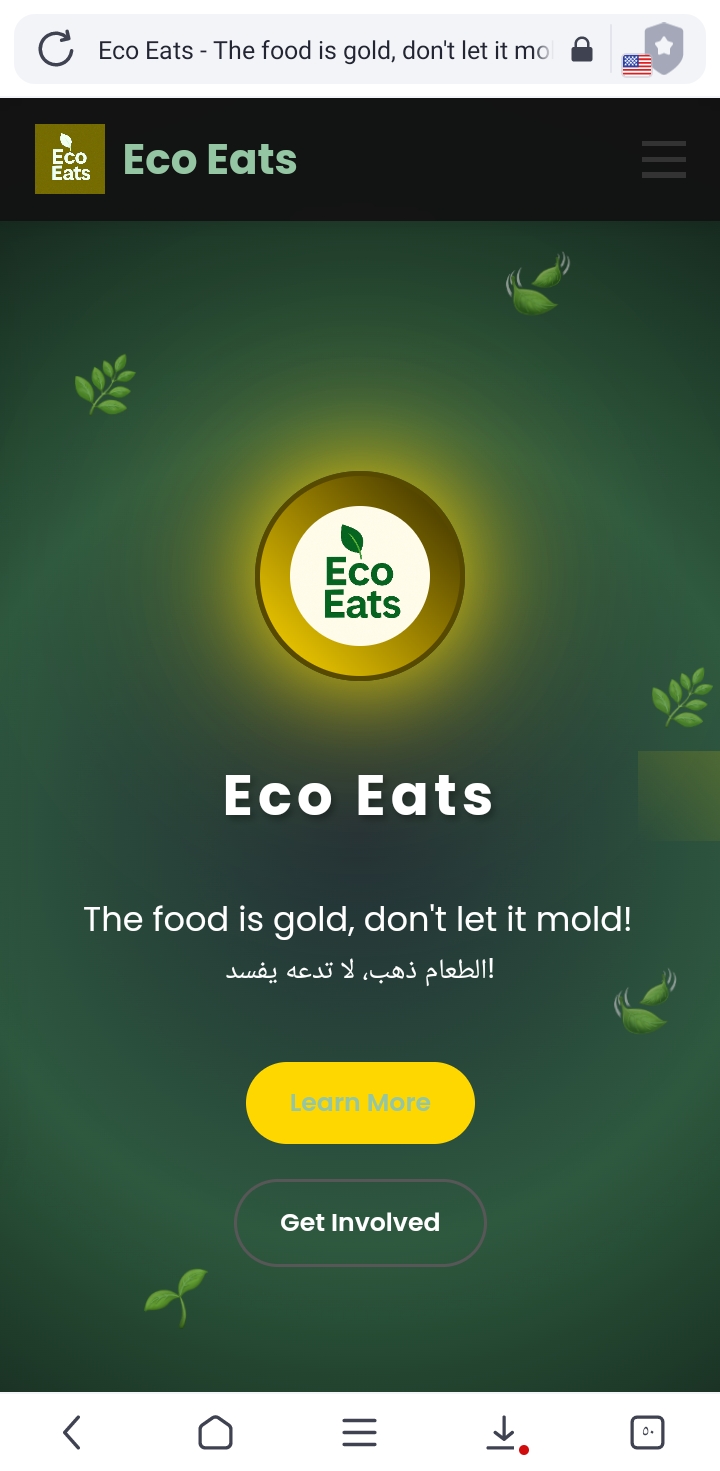 Eco Eats - The food is gold, don't let it mo
Eco
Eats
Eco Eats
Eco
Eats
Eco Eats
The food is gold, don't let it mold!
الطعام ذهب، لا تدعه يفسد!
Learn More
Get Involved
٥٠